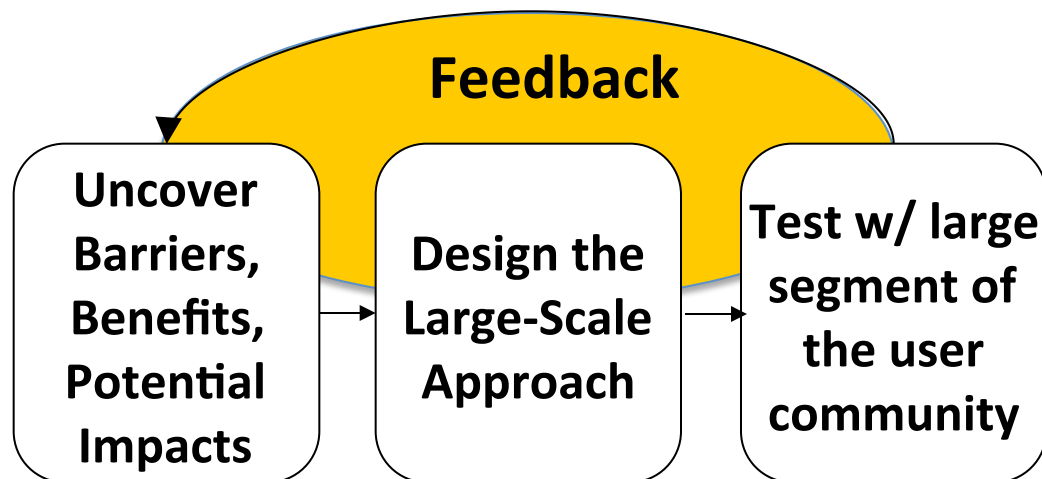 Feedback
Uncover
Barriers,
Benefits,
Potential
Impacts
Design the
Large-Scale
Approach
Test w/ large
segment of
the user
community